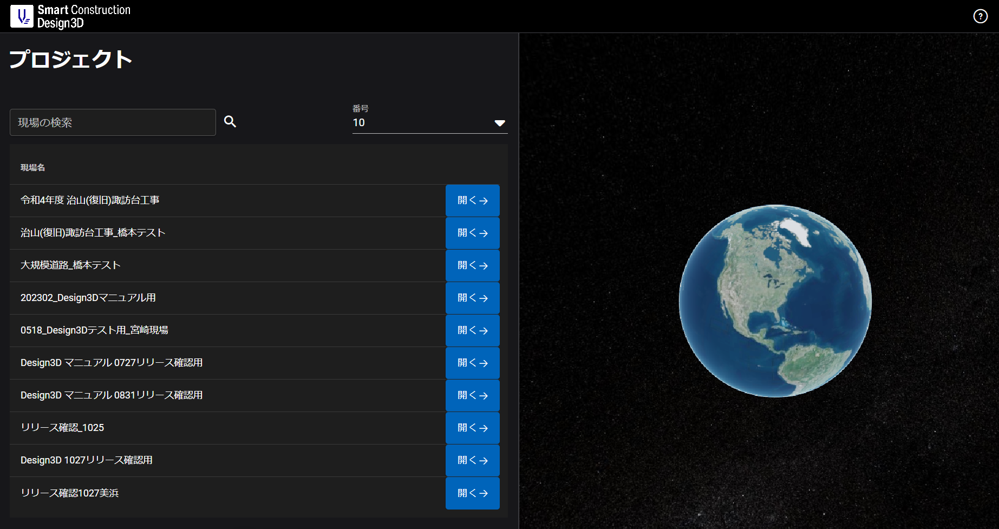 Smart Construction
Design3D
プロジェクト
現場の検索
番号
10
現場名
令和4年度 治山(復旧)諏訪台工事
開く→
治山(復旧)諏訪台工事_橋本テスト
開く→
大規模道路_橋本テスト
開く→
202302_Design3Dマニュアル用
開く→
0518_Design3Dテスト用_宮崎現場
開く→
Design3D マニュアル 0727リリース確認用
開く→
Design3D マニュアル 0831リリース確認用
開く→
リリース確認_1025
開く→
Design3D 1027リリース確認用
開く→
リリース確認1027美浜
開く→